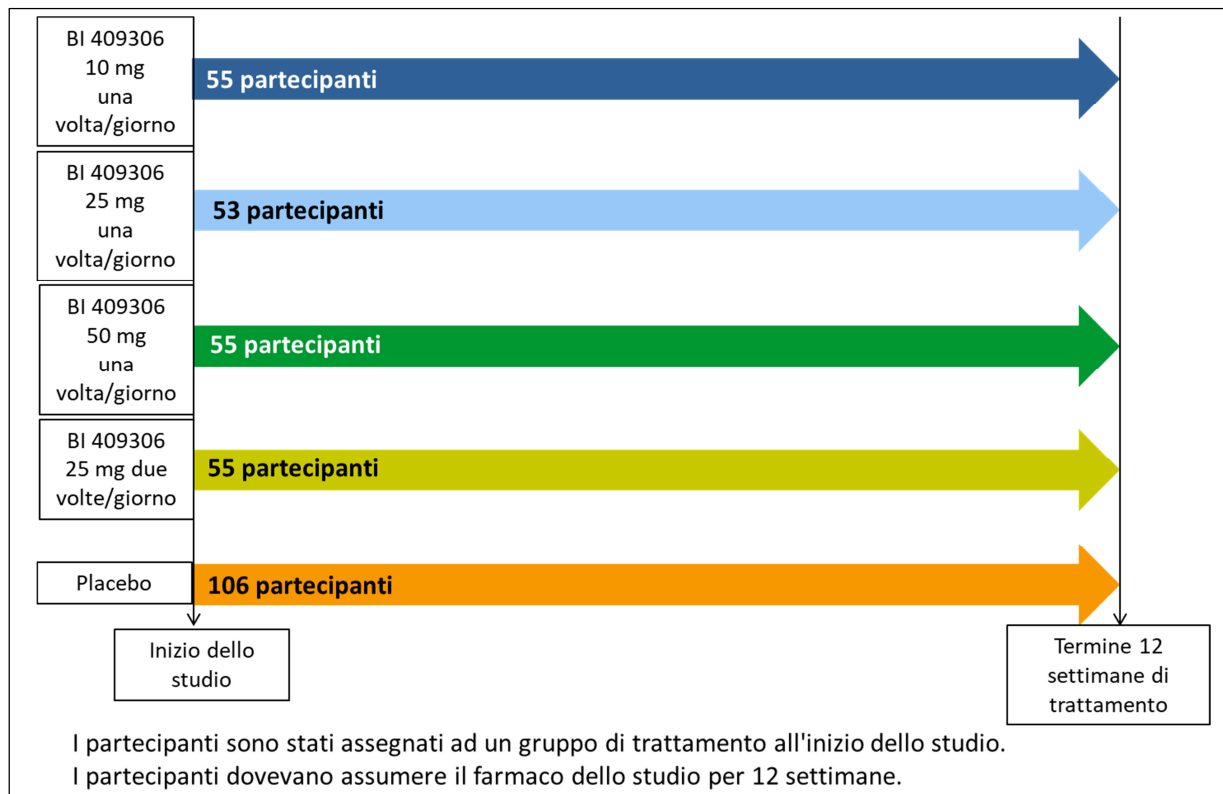 BI 409306
10 mg
una
volta/giorno
55 partecipanti
BI 409306
25 mg
una
volta/giorno
53 partecipanti
BI 409306
50 mg
una
volta/giorno
55 partecipanti
BI 409306
25 mg due
volte/giorno
55 partecipanti
Placebo
106 partecipanti
Inizio dello
studio
Termine 12
settimane di
trattamento
I partecipanti sono stati assegnati ad un gruppo di trattamento all'inizio dello studio.
I partecipanti dovevano assumere il farmaco dello studio per 12 settimane.